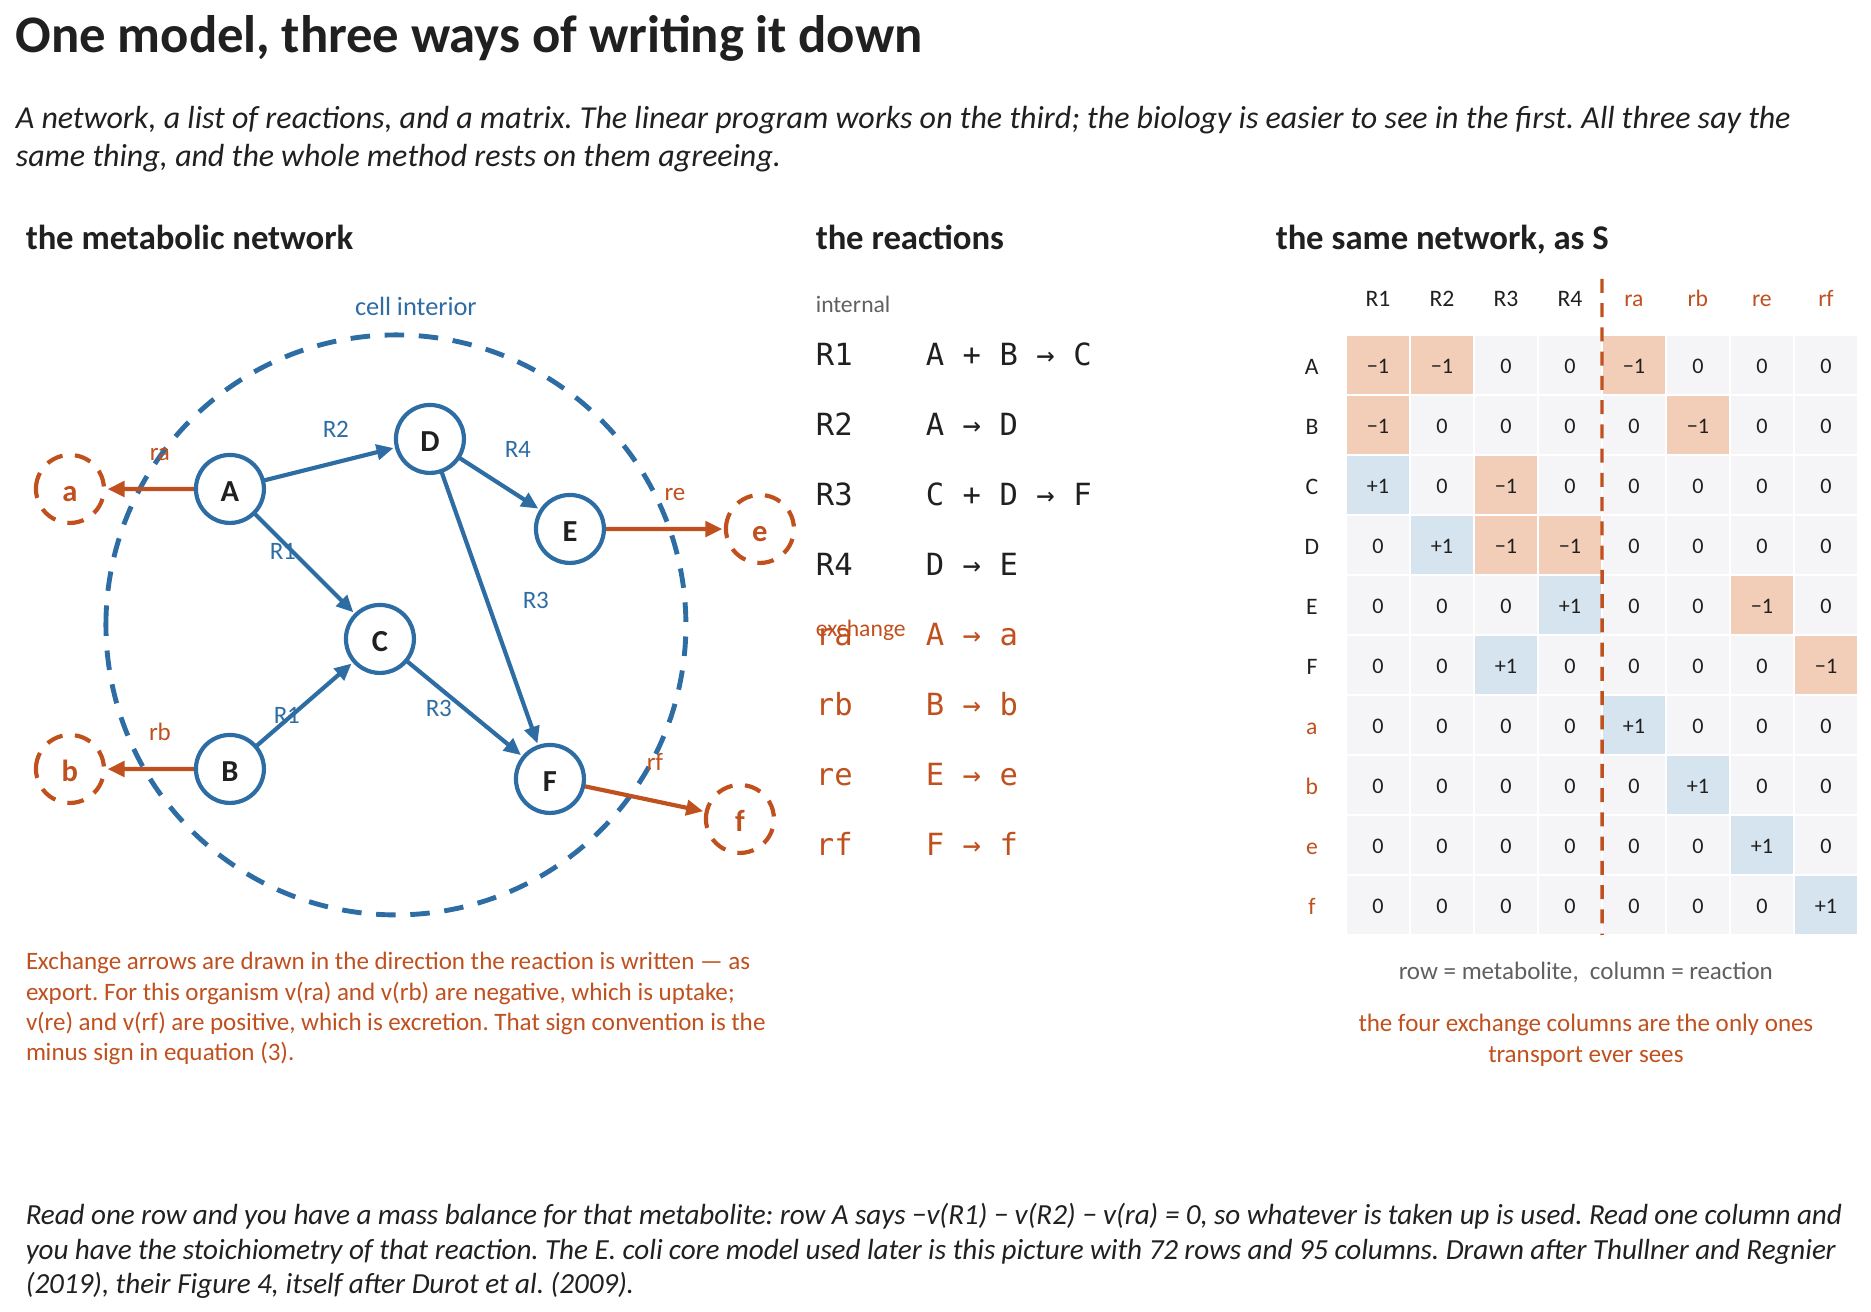 One model, three ways of writing it down
A network, a list of reactions, and a matrix. The linear program works on the third; the biology is easier to see in the first. All three say the
same thing, and the whole method rests on them agreeing.
the metabolic network
cell interior
R2
D
R4
ra
a
A
re
E
e
R1
R3
C
R1
R3
rb
rf
b
B
F
f
Exchange arrows are drawn in the direction the reaction is written — as
export. For this organism v(ra) and v(rb) are negative, which is uptake;
v(re) and v(rf) are positive, which is excretion. That sign convention is the
minus sign in equation (3).
the reactions
internal
R1 A + B → C
R2 A → D
R3 C + D → F
R4 D → E
exchange
ra A → a
rb B → b
re E → e
rf F → f
the same network, as S
R1 R2 R3 R4 ra rb re rf
A −1 −1 0 0 −1 0 0 0
B −1 0 0 0 0 −1 0 0
C +1 0 −1 0 0 0 0 0
D 0 +1 −1 −1 0 0 0 0
E 0 0 0 +1 0 0 −1 0
F 0 0 +1 0 0 0 0 −1
a 0 0 0 0 +1 0 0 0
b 0 0 0 0 0 +1 0 0
e 0 0 0 0 0 0 +1 0
f 0 0 0 0 0 0 0 +1
row = metabolite, column = reaction
the four exchange columns are the only ones
transport ever sees
Read one row and you have a mass balance for that metabolite: row A says −v(R1) − v(R2) − v(ra) = 0, so whatever is taken up is used. Read one column and
you have the stoichiometry of that reaction. The E. coli core model used later is this picture with 72 rows and 95 columns. Drawn after Thullner and Regnier
(2019), their Figure 4, itself after Durot et al. (2009).